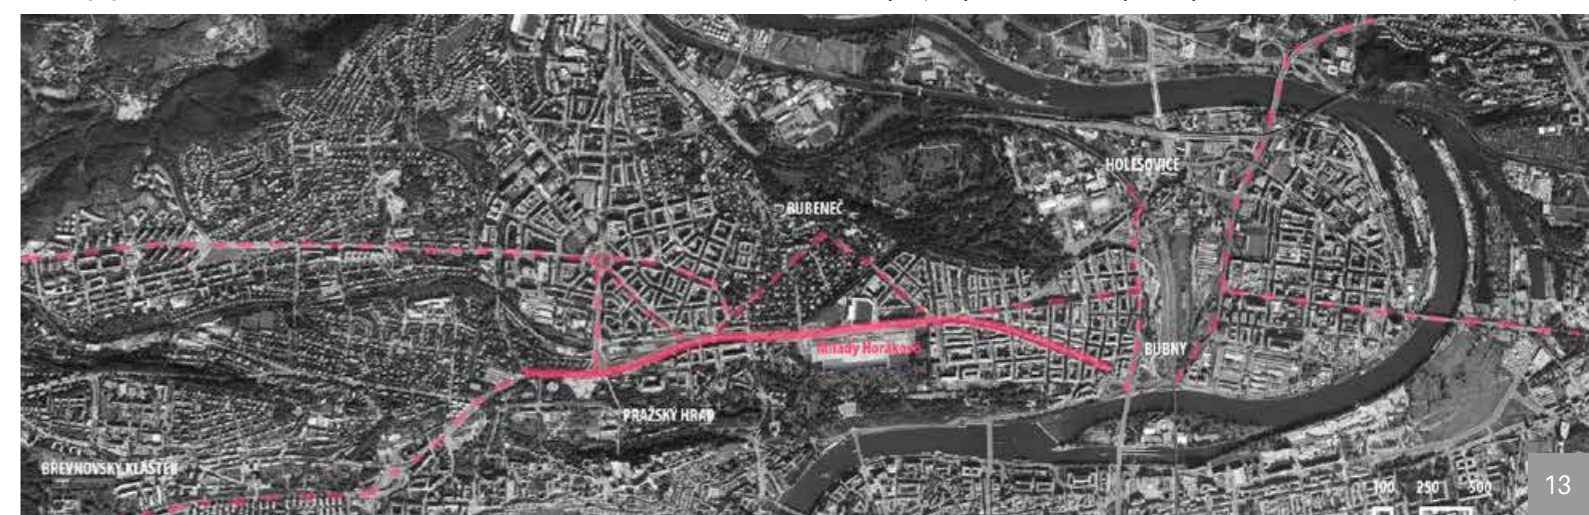 HOLEŠOVICE
BUBENEČ
Milady Horákové
BUBNY
PRAŽSKÝ HRAD
BŘEVNOVSKÝ KLÁŠTER
100 250 500
13